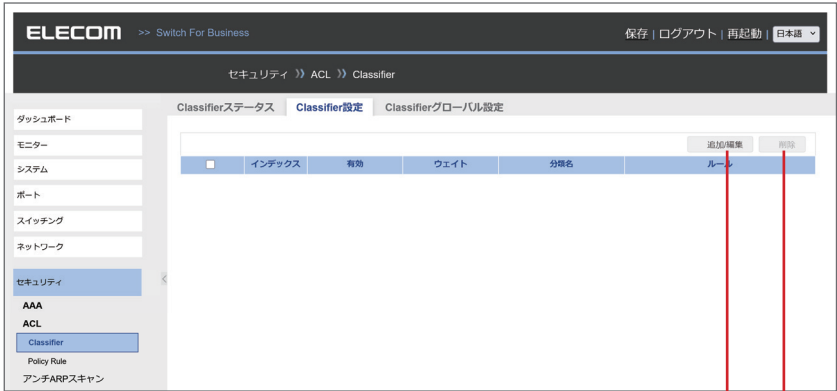 ELECOM >> Switch For Business 保存 | ログアウト | 再起動 | 日本語
セキュリティ 》 ACL 》 Classifier
Classifierステータス Classifier設定 Classifierグローバル設定
追加/編集 削除
インデックス 有効 ウェイト 分類名 ルール
ダッシュボード
モニター
システム
ポート
スイッチング
ネットワーク
セキュリティ
AAA
ACL
Classifier
Policy Rule
アンチARPスキャン